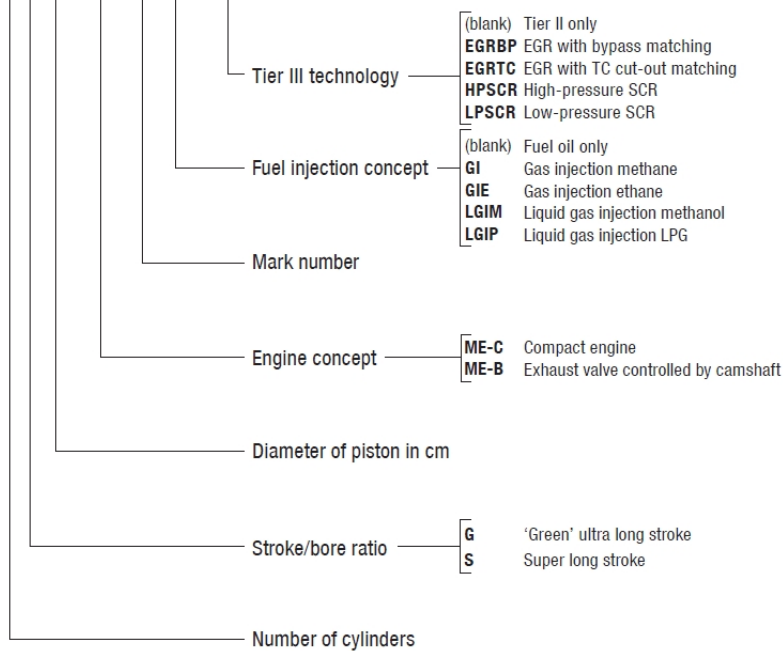 (blank) Tier II only
EGRBP EGR with bypass matching
Tier III technology
EGRTC EGR with TC cut-out matching
HPSCR High-pressure SCR
LPSCR Low-pressure SCR
(blank) Fuel oil only
Fuel injection concept
GI Gas injection methane
GIE Gas injection ethane
LGIM Liquid gas injection methanol
LGIP Liquid gas injection LPG
Mark number
Engine concept
ME-C Compact engine
ME-B Exhaust valve controlled by camshaft
Diameter of piston in cm
Stroke/bore ratio
G ‘Green’ ultra long stroke
S Super long stroke
Number of cylinders